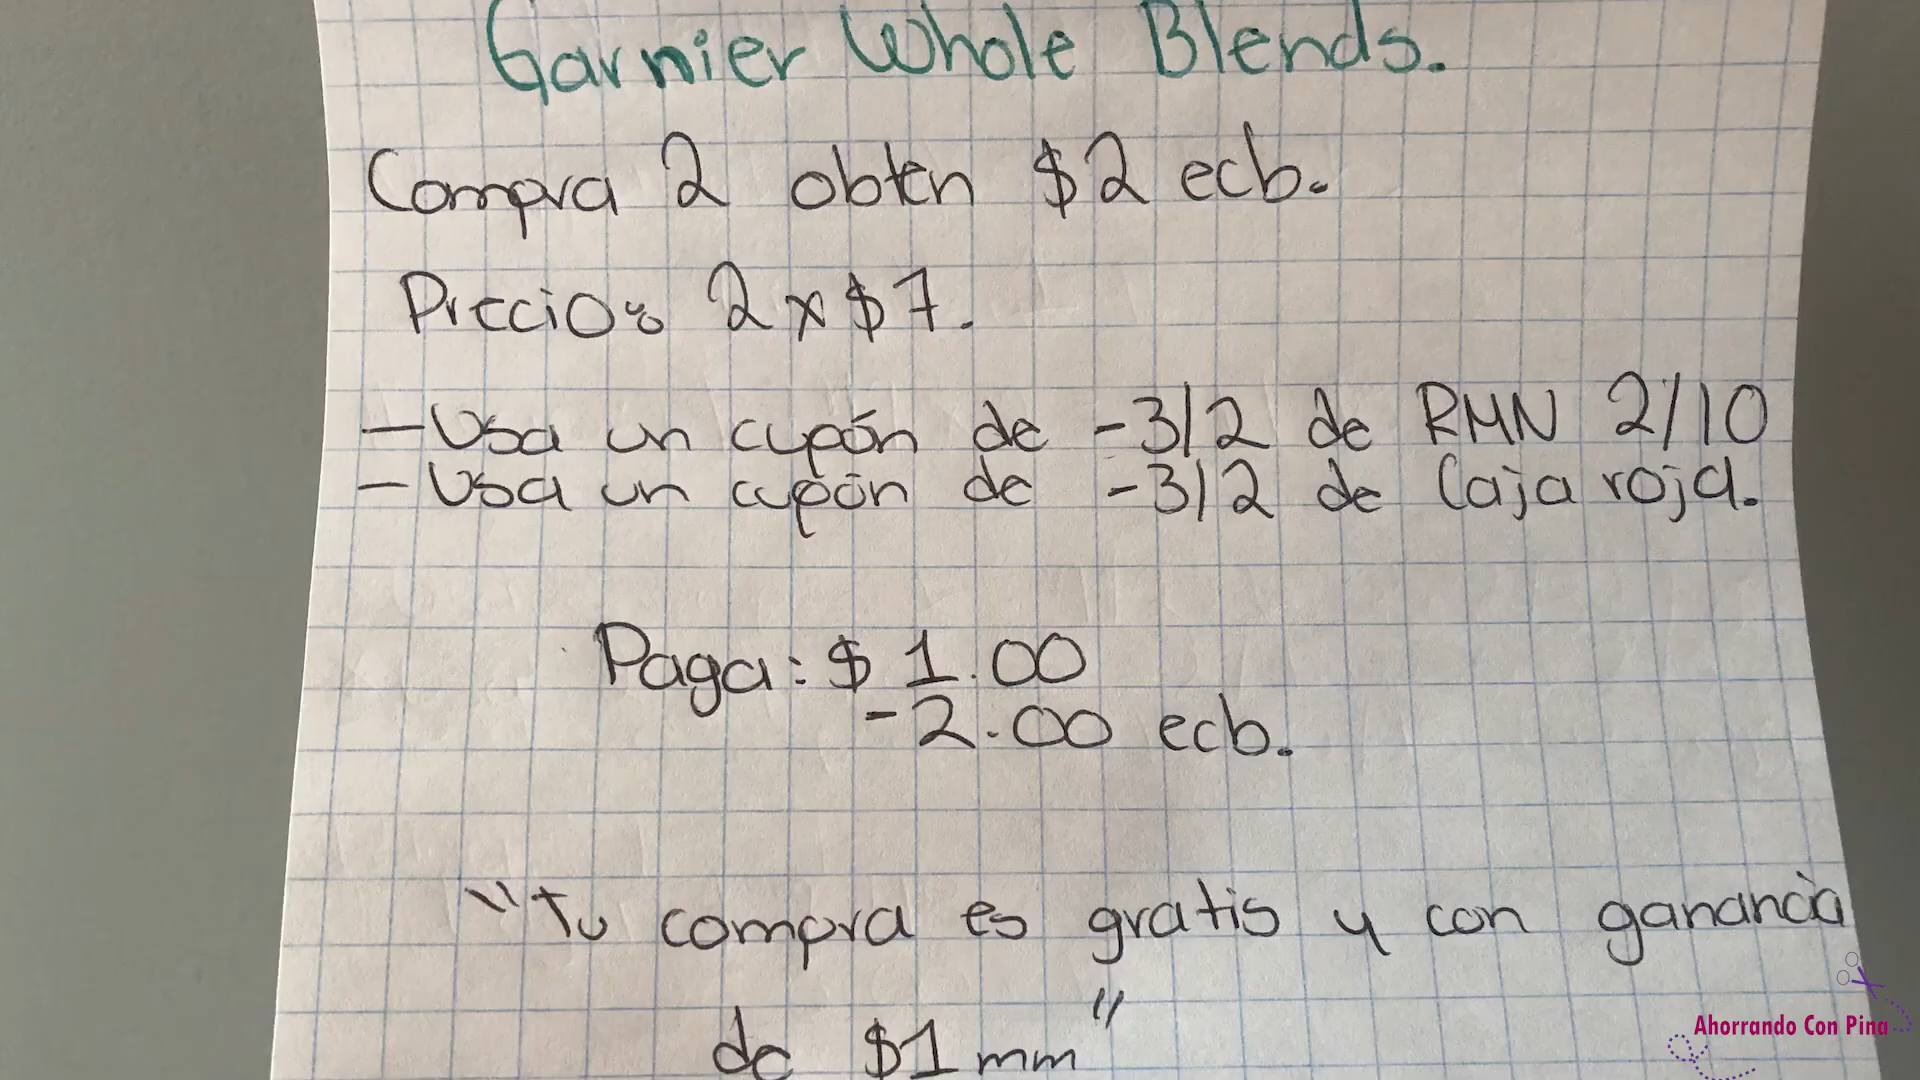 Garnier Whole Blends.
Compra 2 obten $2 ecb.
Precio: 2x$7.
- Usa un cupón de -3/2 de RMN 2/10
- Usa un cupón de -3/2 de Caja roja.
Paga: $1.00
-2.00 ecb.
"Tu compra es gratis y con ganancia
de $1mm"
Ahorrando Con Pina